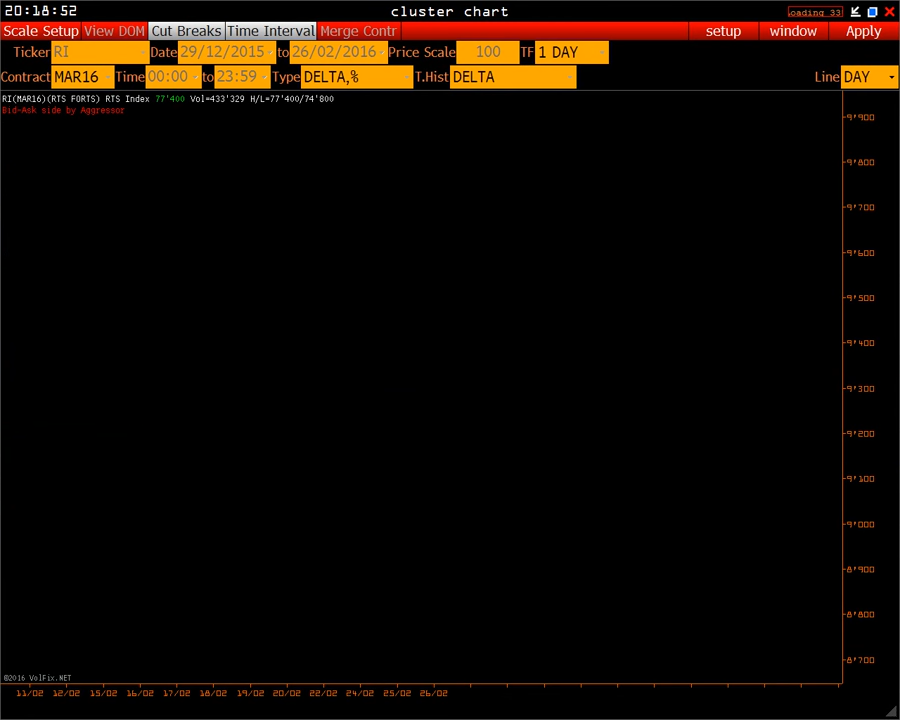 20:18:52 cluster chart oading 33
Scale Setup View DOM Cut Breaks Time Interval Merge Contr setup window Apply
Ticker RI Date 29/12/2015 to 26/02/2016 Price Scale 100 TF 1 DAY
Contract MAR16 Time 00:00 to 23:59 Type DELTA,% T.Hist DELTA Line DAY
RI(MAR16)(RTS FORTS) RTS Index 77'400 Vol=433'329 H/L=77'400/74'800
Bid-Ask side by Aggressor
9'900
9'800
9'700
9'600
9'500
9'400
9'300
9'200
9'100
9'000
8'900
8'800
8'700
©2016 VolFix.NET
11/02 12/02 15/02 16/02 17/02 18/02 19/02 20/02 22/02 24/02 25/02 26/02